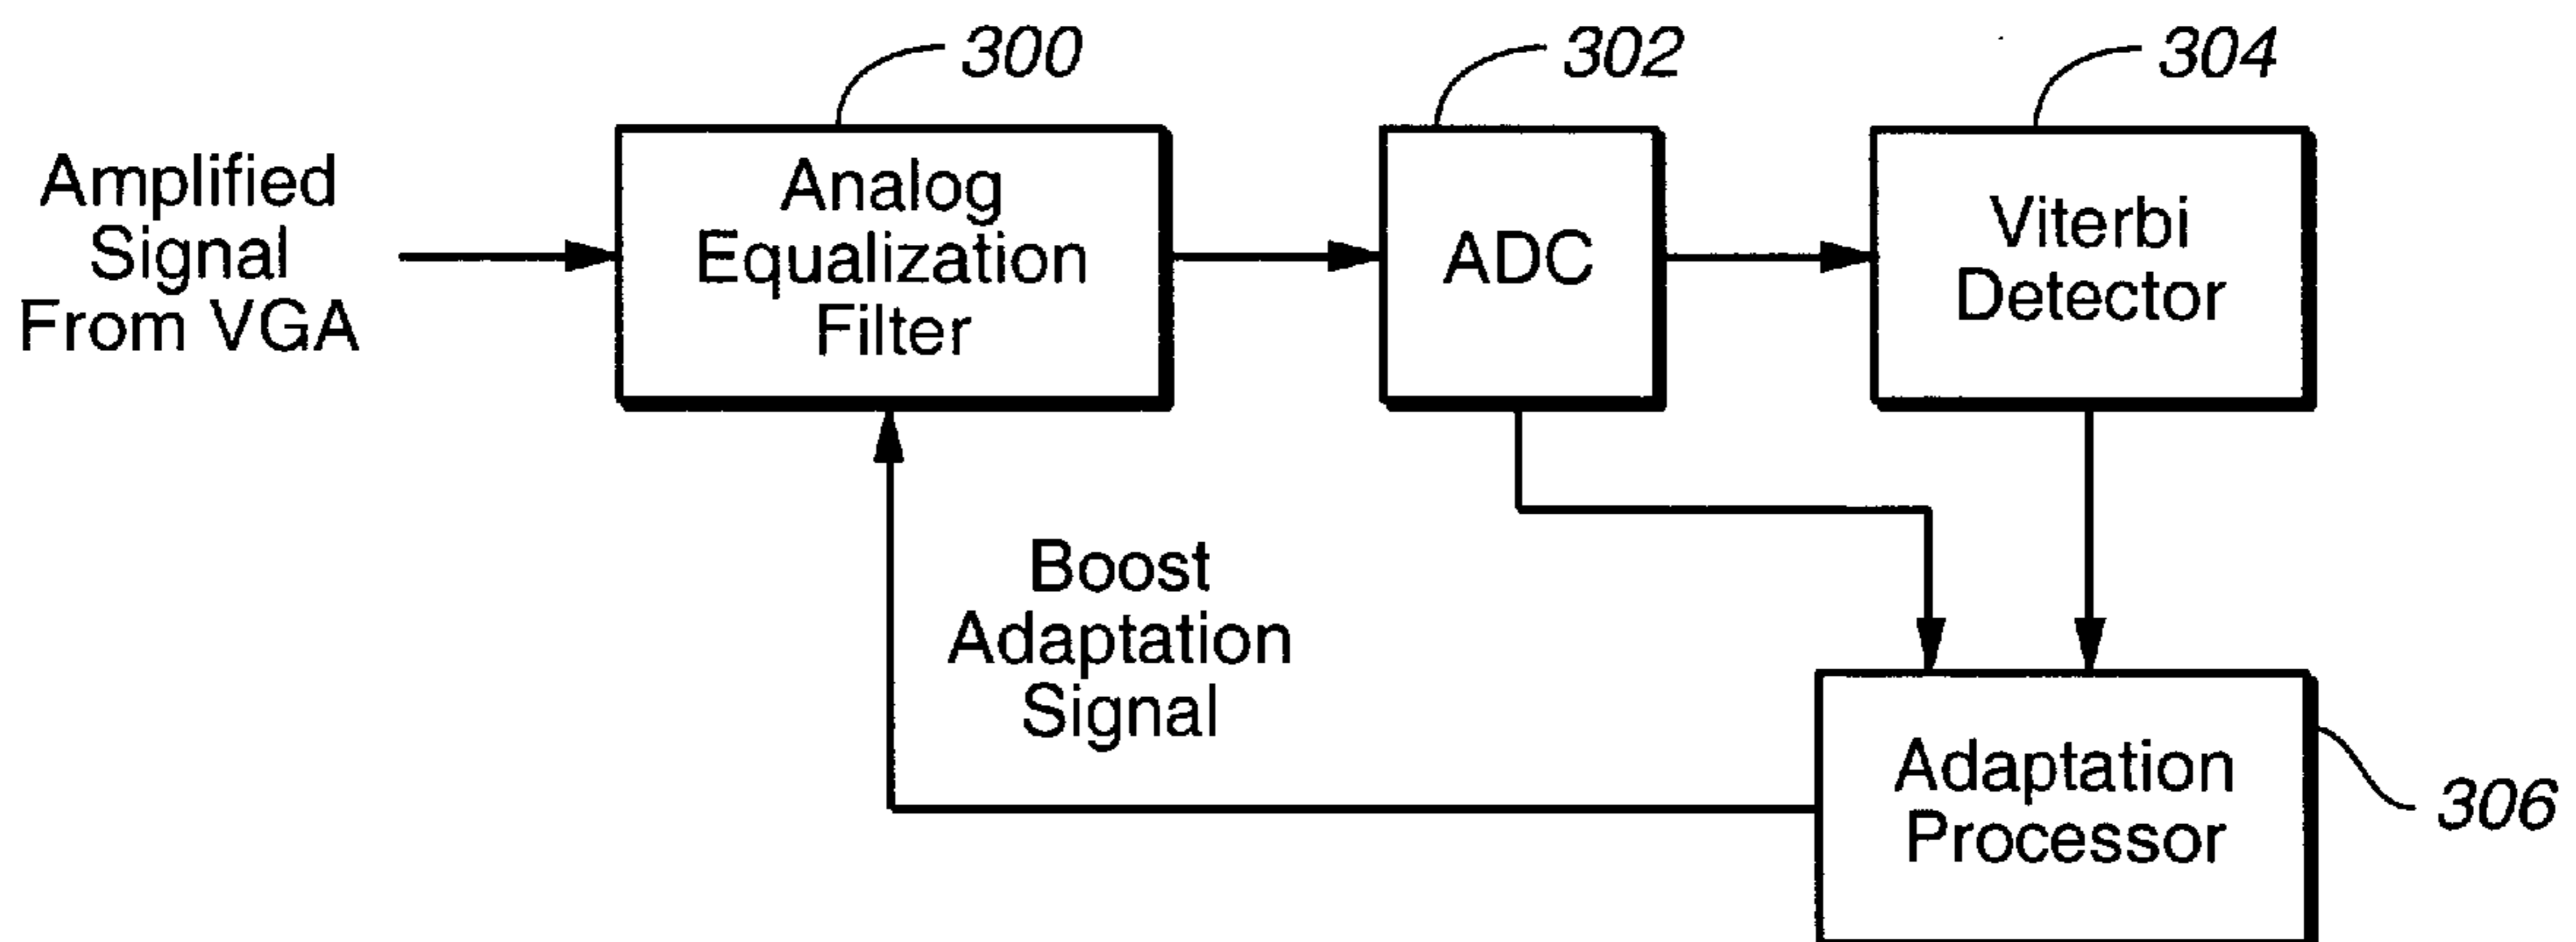 300
302
304
Amplified
Signal
From VGA
Analog
Equalization
Filter
ADC
Viterbi
Detector
Boost
Adaptation
Signal
Adaptation
Processor
306